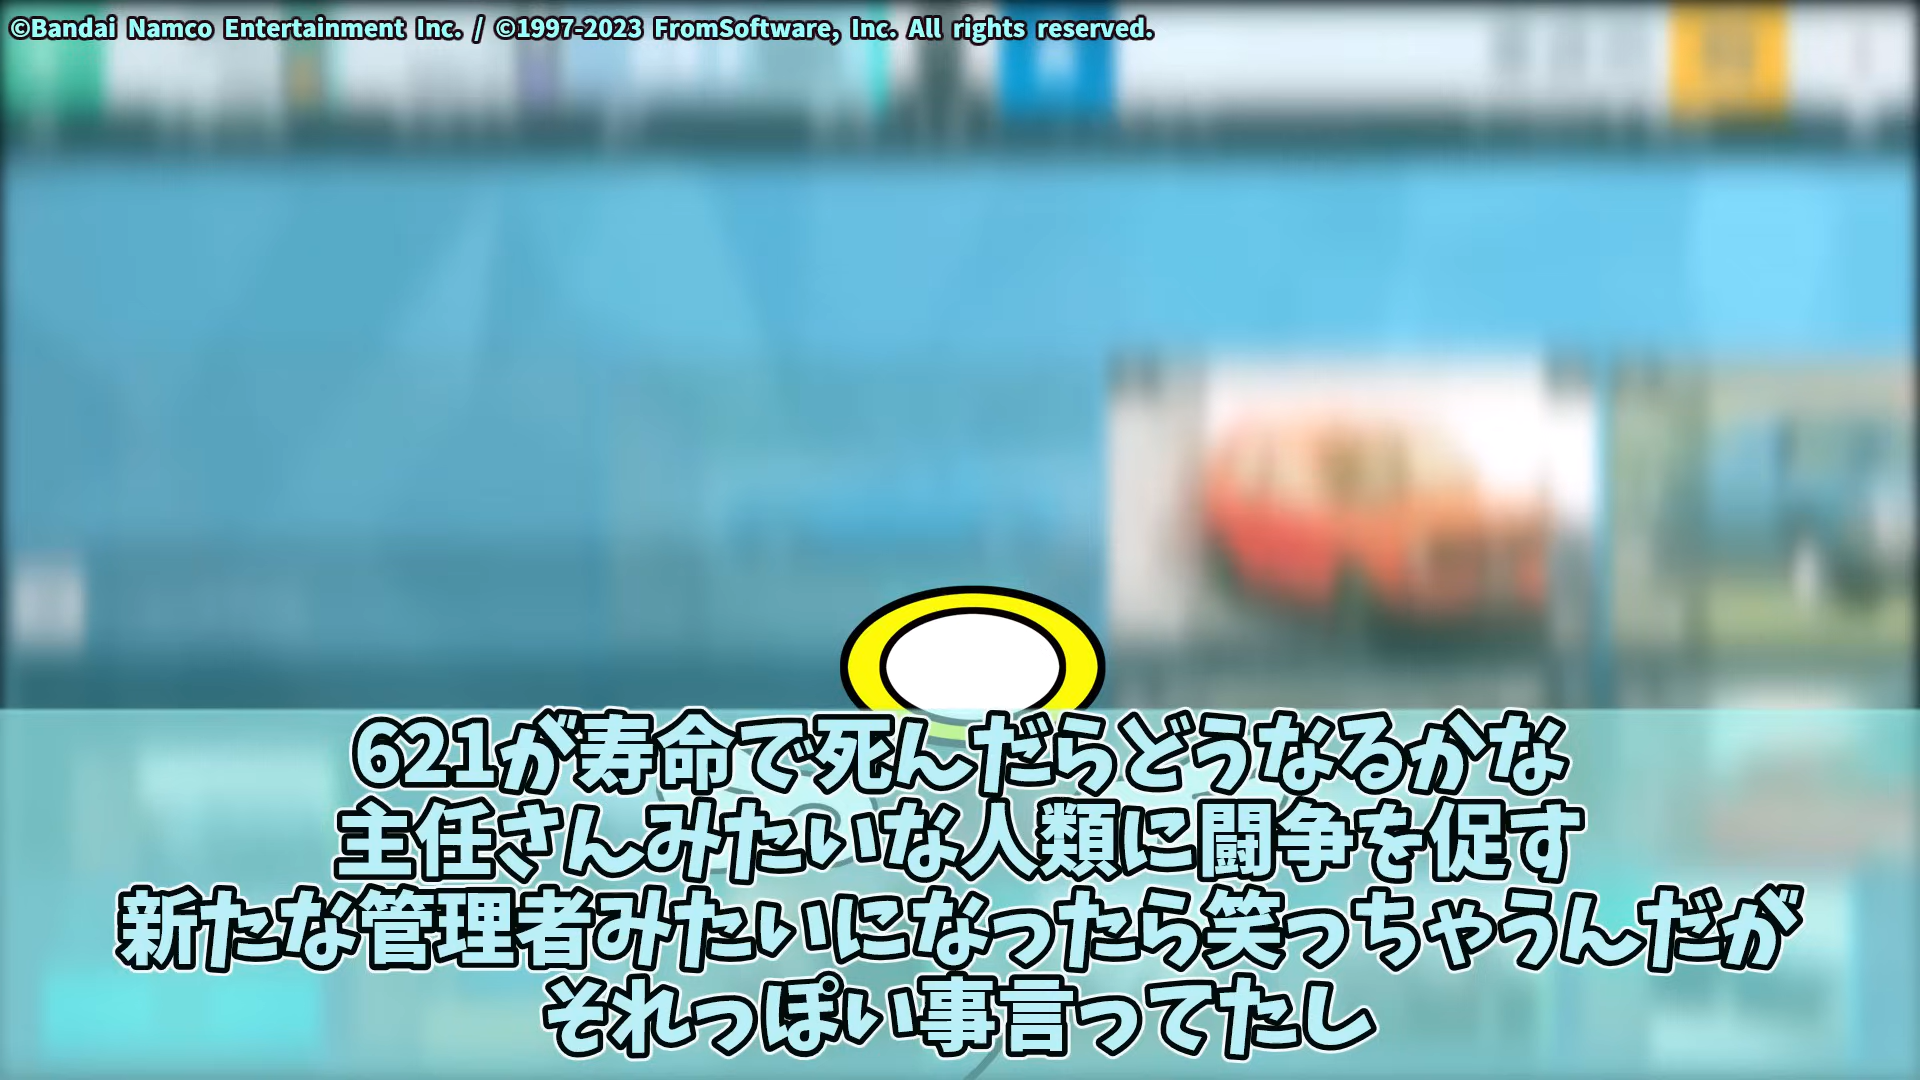 ©Bandai Namco Entertainment Inc. / ©1997-2023 FromSoftware, Inc. All rights reserved.
621が寿命で死んだらどうなるかな
主任さんみたいな人類に闘争を促す
新たな管理者みたいになったら笑っちゃうんだが
それっぽい事言ってたし